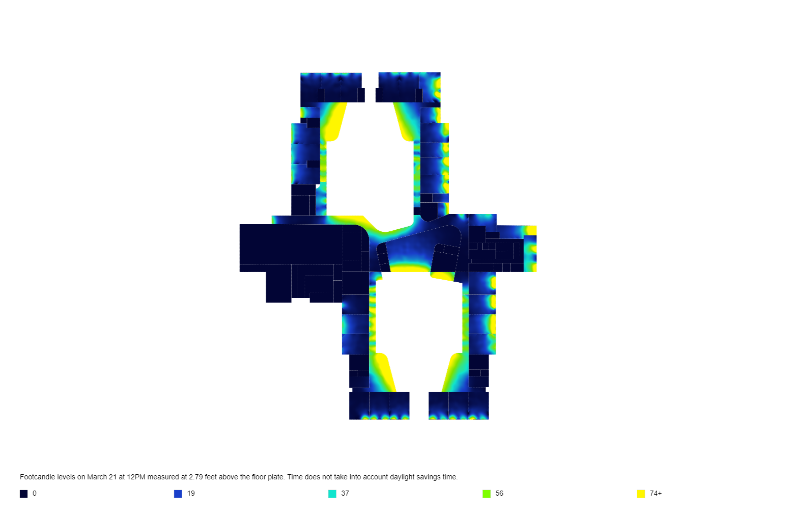 Footcandle levels on March 21 at 12PM measured at 2.79 feet above the floor plate. Time does not take into account daylight savings time.
0 19 37 56 74+